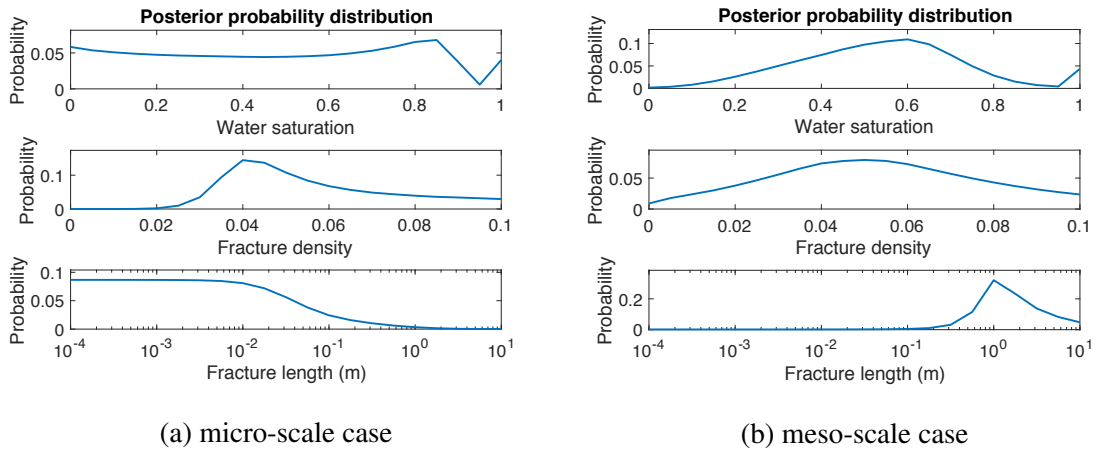 Posterior probability distribution
Probability
0.05
0
0 0.2 0.4 0.6 0.8 1
Water saturation
Probability
0.1
0
0 0.02 0.04 0.06 0.08 0.1
Fracture density
Probability
0.1
0.05
0
10^-4 10^-3 10^-2 10^-1 10^0 10^1
Fracture length (m)
(a) micro-scale case
Posterior probability distribution
Probability
0.1
0.05
0
0 0.2 0.4 0.6 0.8 1
Water saturation
Probability
0.05
0
0 0.02 0.04 0.06 0.08 0.1
Fracture density
Probability
0.2
0
10^-4 10^-3 10^-2 10^-1 10^0 10^1
Fracture length (m)
(b) meso-scale case